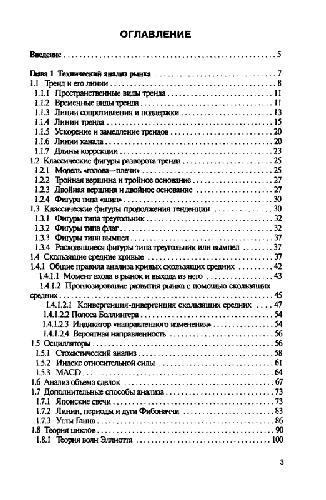 ОГЛАВЛЕНИЕ
Введение 5
Глава 1 Технический анализ рынка 7
1.1 Тренд и его линии 8
1.1.1 Пространственные виды тренда 11
1.1.2 Временные виды тренда 11
1.1.3 Линии сопротивления и поддержки 13
1.1.4 Линии тренда 15
1.1.5 Ускорение и замедление трендов 20
1.1.6 Линии канала 20
1.1.7 Длины коррекции 23
1.2 Классические фигуры разворота тренда 25
1.2.1 Модель «голова—плечи» 25
1.2.2 Тройная вершина и тройное основание 27
1.2.3 Двойная вершина и двойное основание 27
1.2.4 Фигура типа 30
1.3 Классические фигуры продолжения тенденции 30
1.3.1 Фигуры типа треугольник 32
1.3.2 Фигуры типа флаг 32
1.3.3 Фигуры типа вымпел 37
1.3.4 Расходящиеся фигуры типа треугольник или вымпел 37
1.4 Скользящие средние кривые 37
1.4.1 Общие правила анализа кривых скользящих средних 42
1.4.1.1 Момент входа в рынок и выхода из него 43
1.4.1.2 Прогнозирование развития рынка с помощью скользящих
средних 45
1.4.1.2.1 Конвергенция-дивергенция скользящих средних 47
1.4.1.2.2 Полоса Боллингера 54
1.4.1.2.3 Индикатор «направленного изменения» 54
1.4.1.2.4 Вероятная направленность 56
1.5 Осцилляторы 56
1.5.1 Стохастический анализ 58
1.5.2 Индекс относительной силы 61
1.5.3 MACD 64
1.6 Анализ объема сделок 67
1.7 Дополнительные способы анализа 73
1.7.1 Японские свечи 73
1.7.2 Линии, периоды и дуги Фибоначчи 83
1.7.3 Углы Ганна 86
1.8 Теория циклов 90
1.8.1 Теория волн Эллиотта 100
3